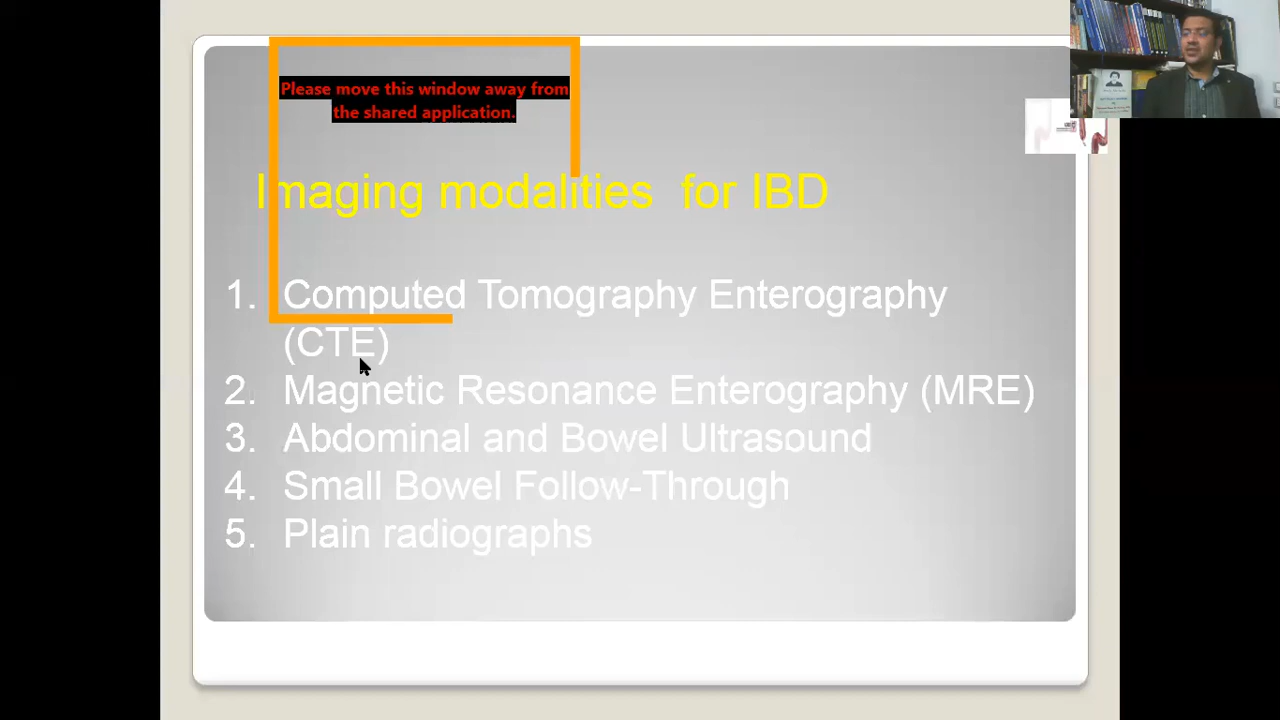 Please move this window away from
the shared application.
Imaging modalities for IBD
1. Computed Tomography Enterography
(CTE)
2. Magnetic Resonance Enterography (MRE)
3. Abdominal and Bowel Ultrasound
4. Small Bowel Follow-Through
5. Plain radiographs